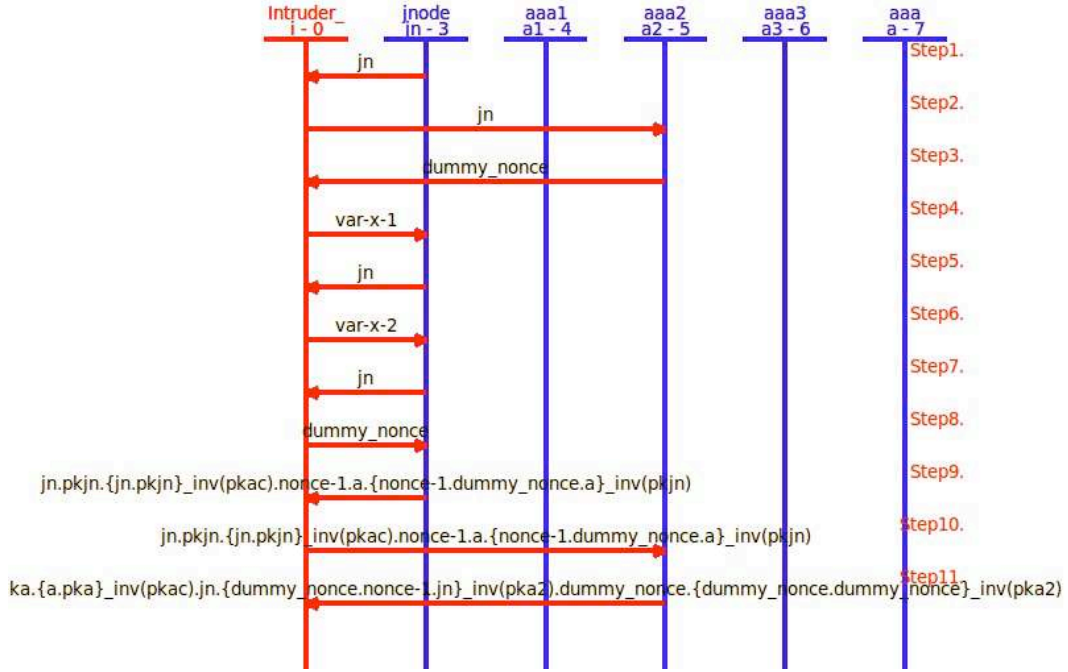 Intruder_ jnode aaa1 aaa2 aaa3 aaa
i - 0 jn - 3 a1 - 4 a2 - 5 a3 - 6 a - 7
Step1.
jn
Step2.
jn
Step3.
dummy_nonce
Step4.
var-x-1
Step5.
jn
Step6.
var-x-2
Step7.
jn
Step8.
dummy_nonce
Step9.
jn.pkjn.{jn.pkjn}_inv(pkac).nonce-1.a.{nonce-1.dummy_nonce.a}_inv(pkjn)
Step10.
jn.pkjn.{jn.pkjn}_inv(pkac).nonce-1.a.{nonce-1.dummy_nonce.a}_inv(pkjn)
Step11.
ka.{a.pka}_inv(pkac).jn.{dummy_nonce.nonce-1.jn}_inv(pka2).dummy_nonce.{dummy_nonce.dummy_nonce}_inv(pka2)